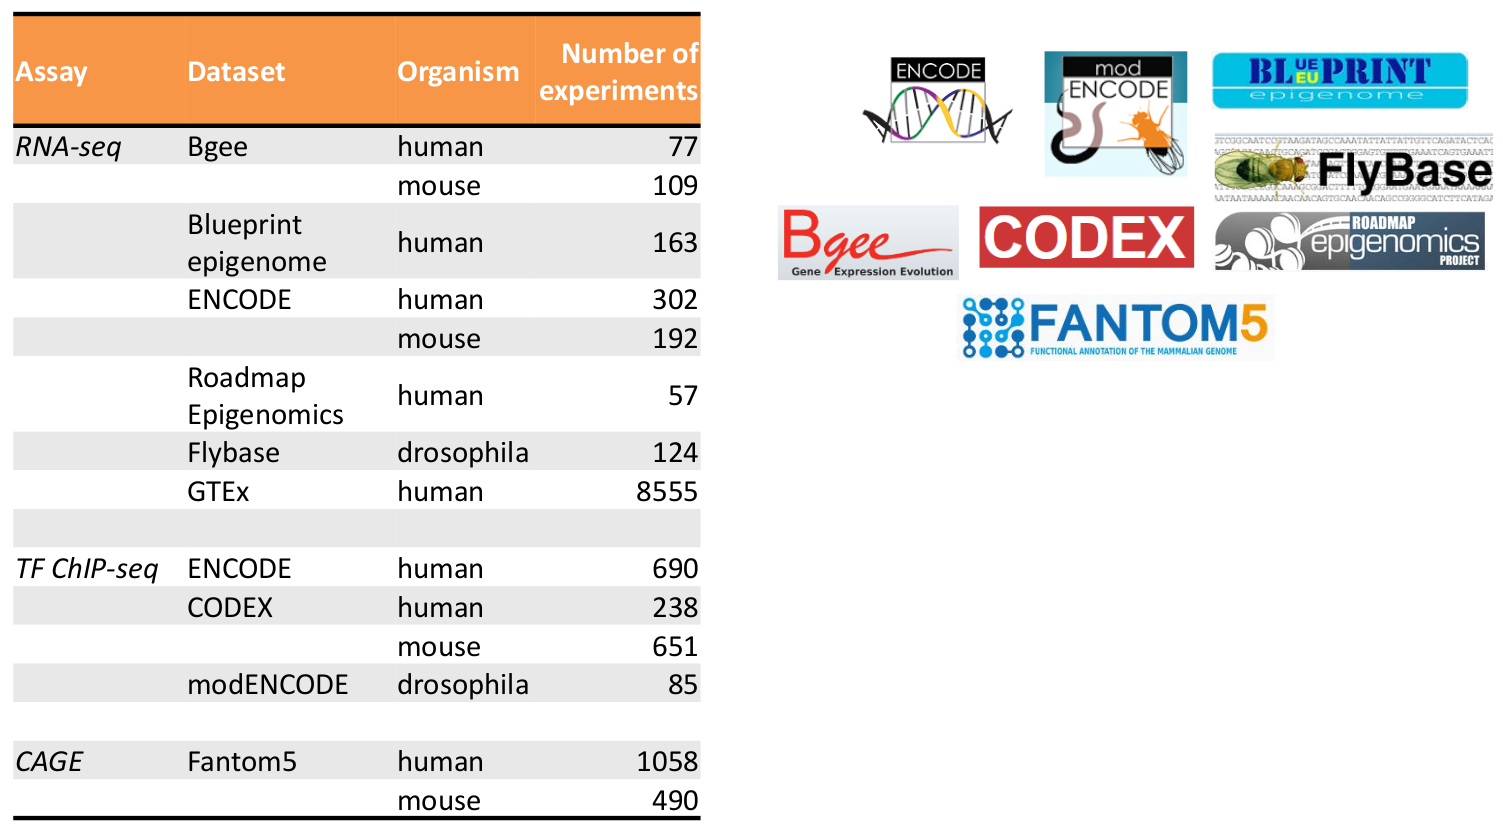 Assay Dataset Organism Number of experiments
RNA-seq Bgee human 77
mouse 109
Blueprint epigenome human 163
ENCODE human 302
mouse 192
Roadmap Epigenomics human 57
Flybase drosophila 124
GTEx human 8555
TF ChIP-seq ENCODE human 690
CODEX human 238
mouse 651
modENCODE drosophila 85
CAGE Fantom5 human 1058
mouse 490
ENCODE
mod
ENCODE
BLUEPRINT
EU
epigenome
FlyBase
Bgee
Gene Expression Evolution
CODEX
ROADMAP
epigenomics
PROJECT
FANTOM5
FUNCTIONAL ANNOTATION OF THE MAMMALIAN GENOME